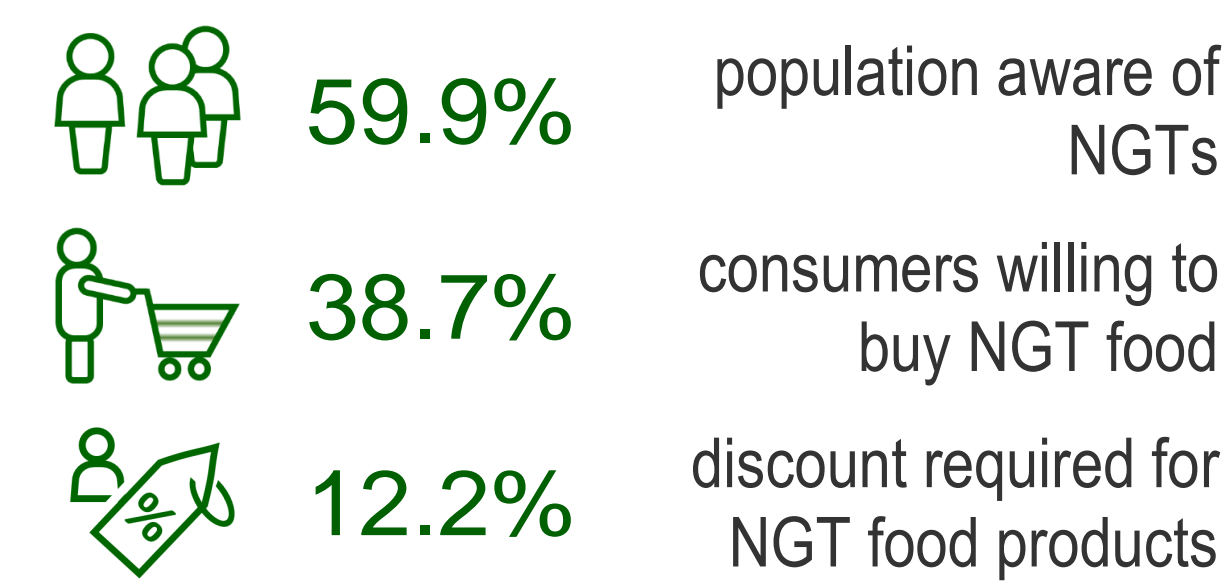 59.9%
population aware of
NGTs
38.7%
consumers willing to
buy NGT food
%
12.2%
discount required for
NGT food products